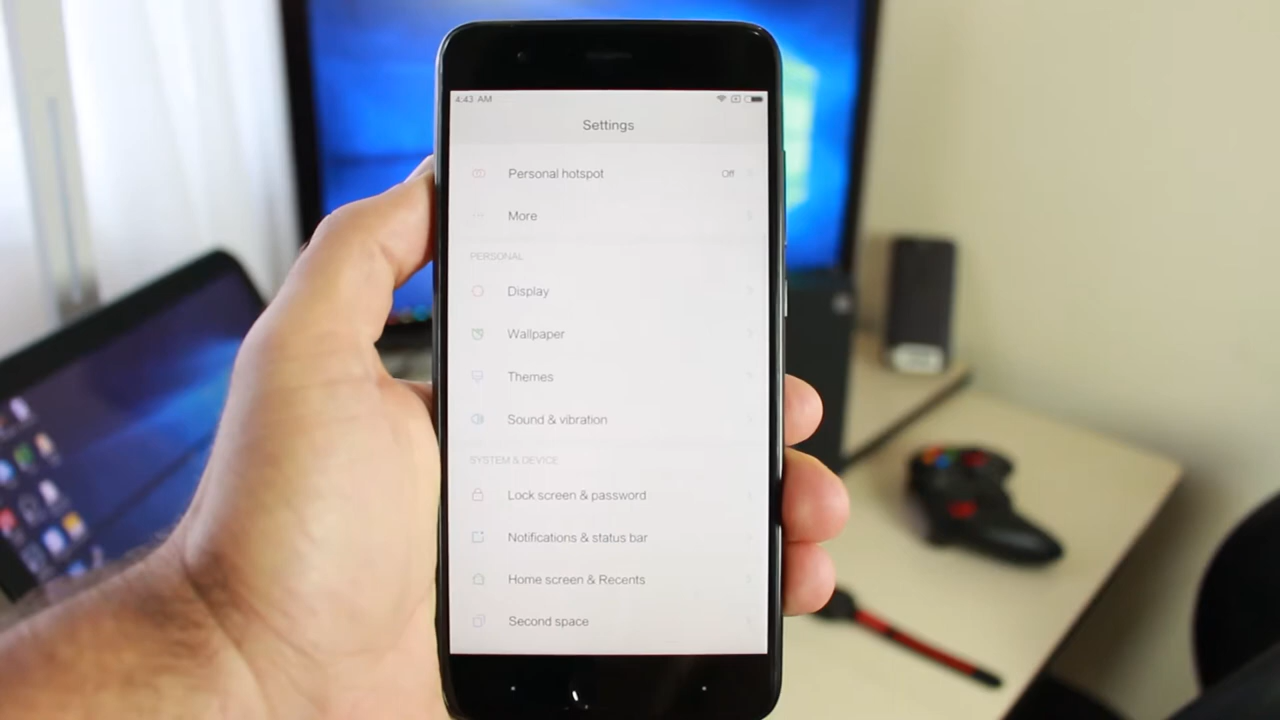 4:43 AM
Settings
Personal hotspot Off
More
PERSONAL
Display
Wallpaper
Themes
Sound & vibration
SYSTEM & DEVICE
Lock screen & password
Notifications & status bar
Home screen & Recents
Second space